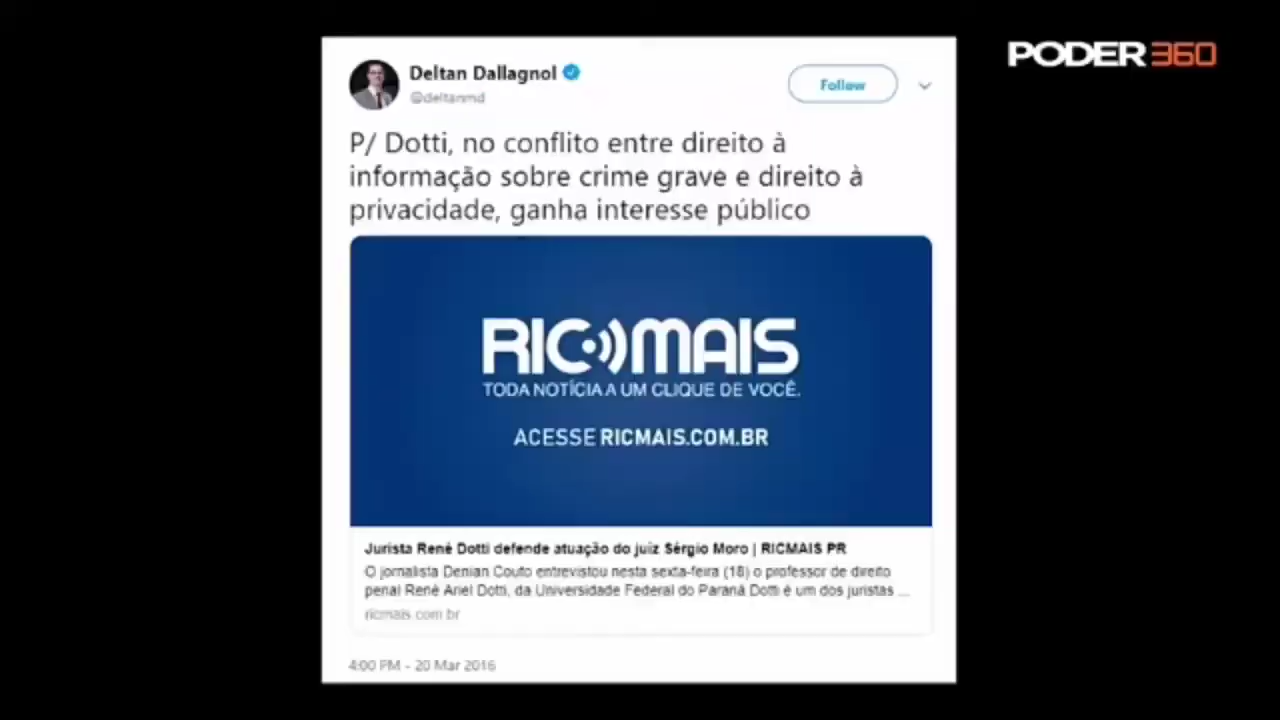 PODER 360
Deltan Dallagnol
@deltanmd
Follow
P/ Dotti, no conflito entre direito à
informação sobre crime grave e direito à
privacidade, ganha interesse público
RICMAIS
TODA NOTÍCIA A UM CLIQUE DE VOCÊ.
ACESSE RICMAIS.COM.BR
Jurista René Dotti defende atuação do juiz Sérgio Moro | RICMAIS PR
O jornalista Denian Couto entrevistou nesta sexta-feira (18) o professor de direito
penal René Ariel Dotti, da Universidade Federal do Paraná Dotti é um dos juristas ...
ricmais.com.br
4:00 PM - 20 Mar 2016